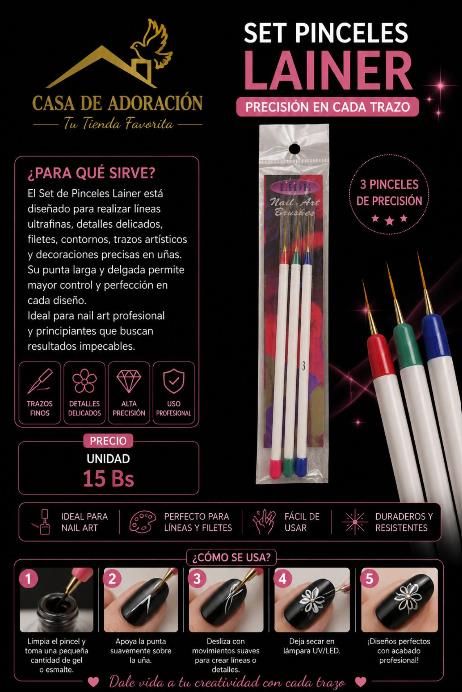 CASA DE ADORACIÓN
Tu Tienda Favorita
SET PINCELES
LAINER
PRECISIÓN EN CADA TRAZO
¿PARA QUÉ SIRVE?
El Set de Pinceles Lainer está
diseñado para realizar líneas
ultrafinas, detalles delicados,
filetes, contornos, trazos artísticos
y decoraciones precisas en uñas.
Su punta larga y delgada permite
mayor control y perfección en
cada diseño.
Ideal para nail art profesional
y principiantes que buscan
resultados impecables.
TRAZOS
FINOS
DETALLES
DELICADOS
ALTA
PRECISIÓN
USO
PROFESIONAL
Nail Art
Brushes
3
3 PINCELES
DE PRECISIÓN
PRECIO
UNIDAD
15 Bs
IDEAL PARA
NAIL ART
PERFECTO PARA
LÍNEAS Y FILETES
FÁCIL DE
USAR
DURADEROS Y
RESISTENTES
¿CÓMO SE USA?
1
Limpia el pincel y
toma una pequeña
cantidad de gel
o esmalte.
2
Apoya la punta
suavemente sobre
la uña.
3
Desliza con
movimientos suaves
para crear líneas o
detalles.
4
Deja secar en
lámpara UV/LED.
5
¡Diseños perfectos
con acabado
profesional!
Dale vida a tu creatividad con cada trazo